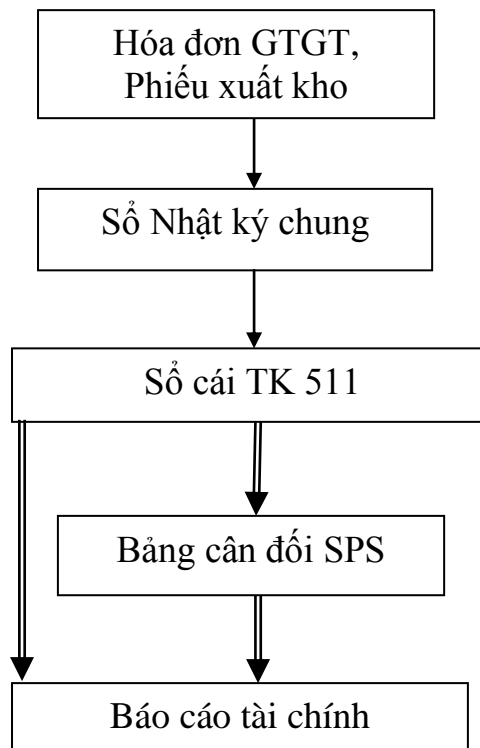 Hóa đơn GTGT,
Phiếu xuất kho
Sổ Nhật ký chung
Sổ cái TK 511
Bảng cân đối SPS
Báo cáo tài chính